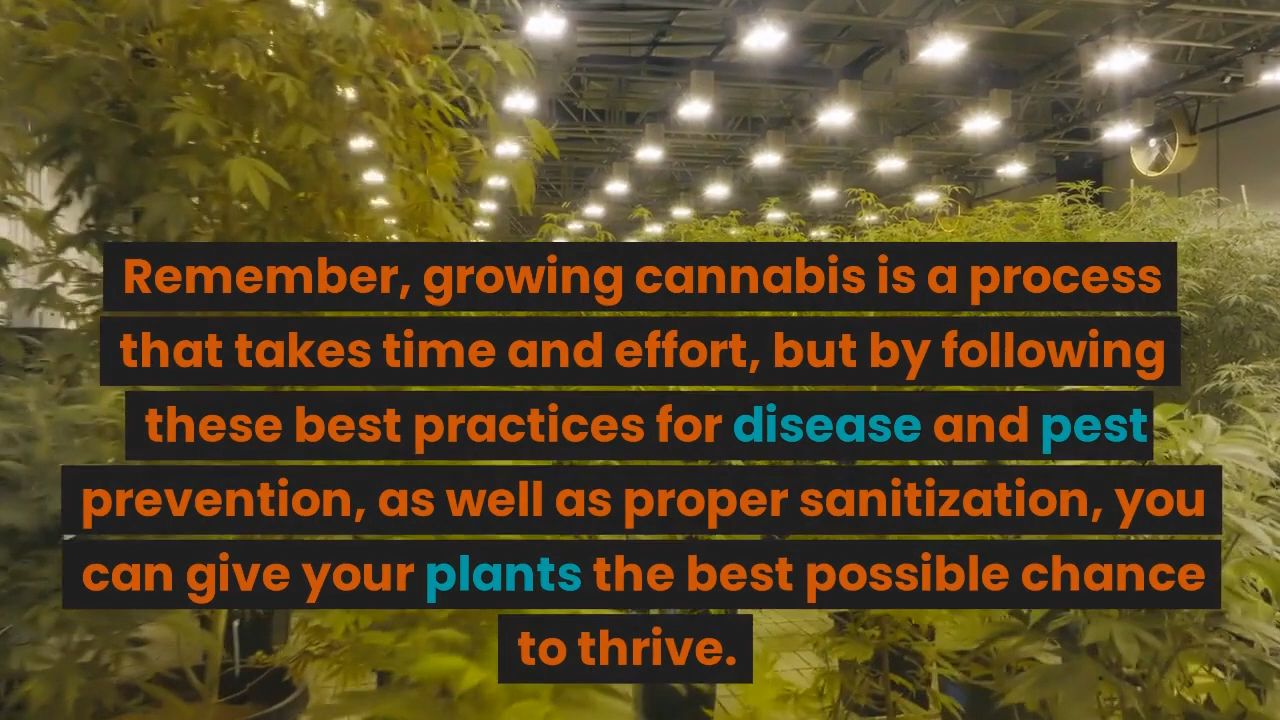 Remember, growing cannabis is a process
that takes time and effort, but by following
these best practices for disease and pest
prevention, as well as proper sanitization, you
can give your plants the best possible chance
to thrive.